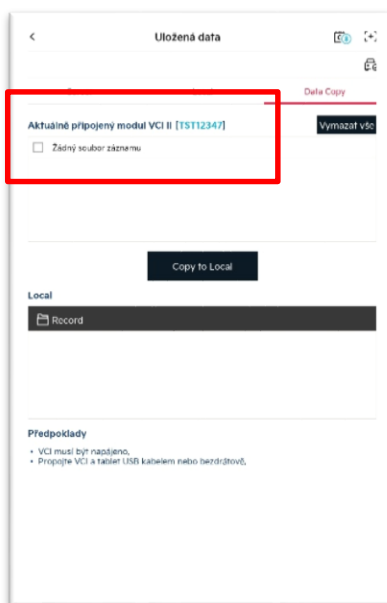 Uložená data
Data Copy
Aktuálně připojený modul VCI II [TST12347]
Vymazat vše
Žádný soubor záznamu
Copy to Local
Local
Record
Předpoklady
• VCI musí být napájeno,
• Propojte VCI a tablet USB kabelem nebo bezdrátově,